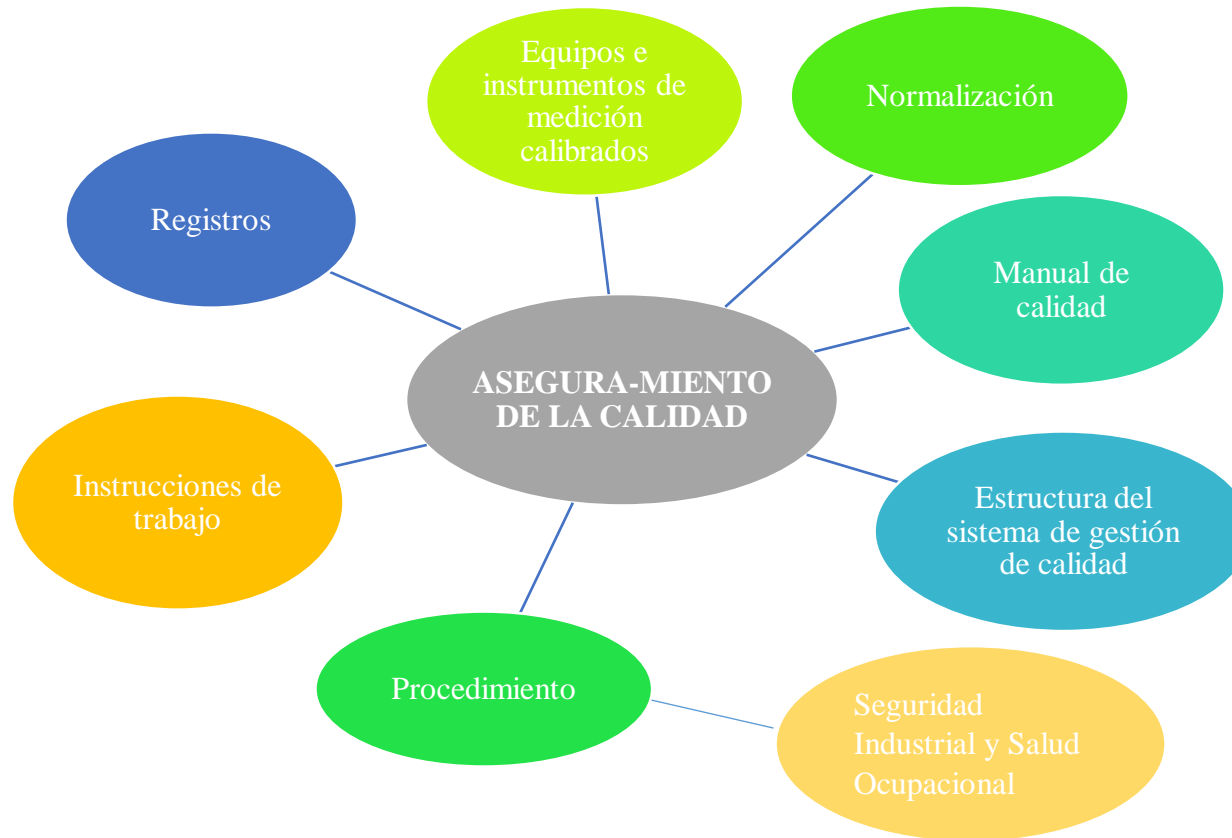 Equipos e
instrumentos de
medición
calibrados
Normalización
Registros
Manual de
calidad
ASEGURA-MIENTO
DE LA CALIDAD
Instrucciones de
trabajo
Estructura del
sistema de gestión
de calidad
Procedimiento
Seguridad
Industrial y Salud
Ocupacional